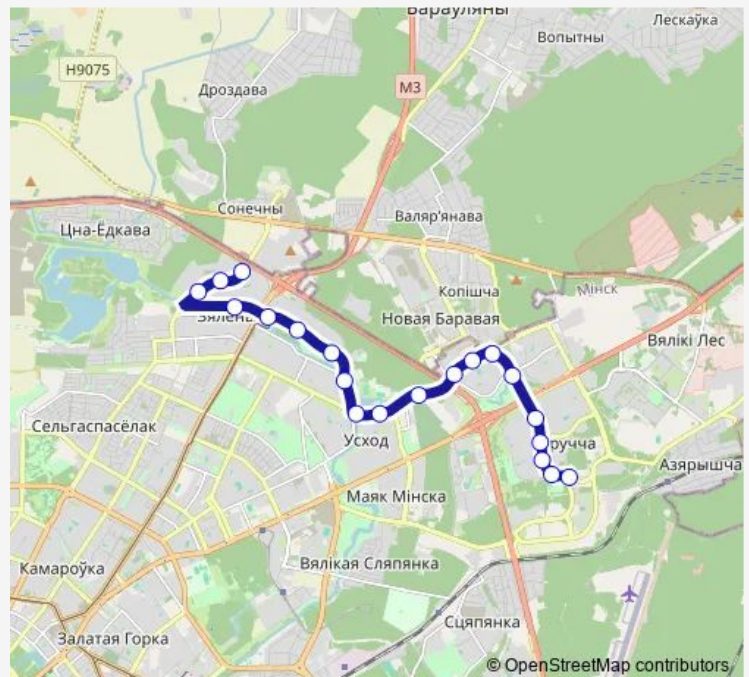 Бараўляны
Лескаўка
Вопытны
H9075
М3
Дроздава
Сонечны
Валяр'янава
Цна-Ёдкава
Копішча
Мінск
Новая Баравая
Вялікі Лес
Сельгаспасёлак
Усход
Азярышча
Маяк Мінска
Камароўка
Вялікая Сляпянка
Сцяпянка
Залатая Горка
© OpenStreetMap contributors